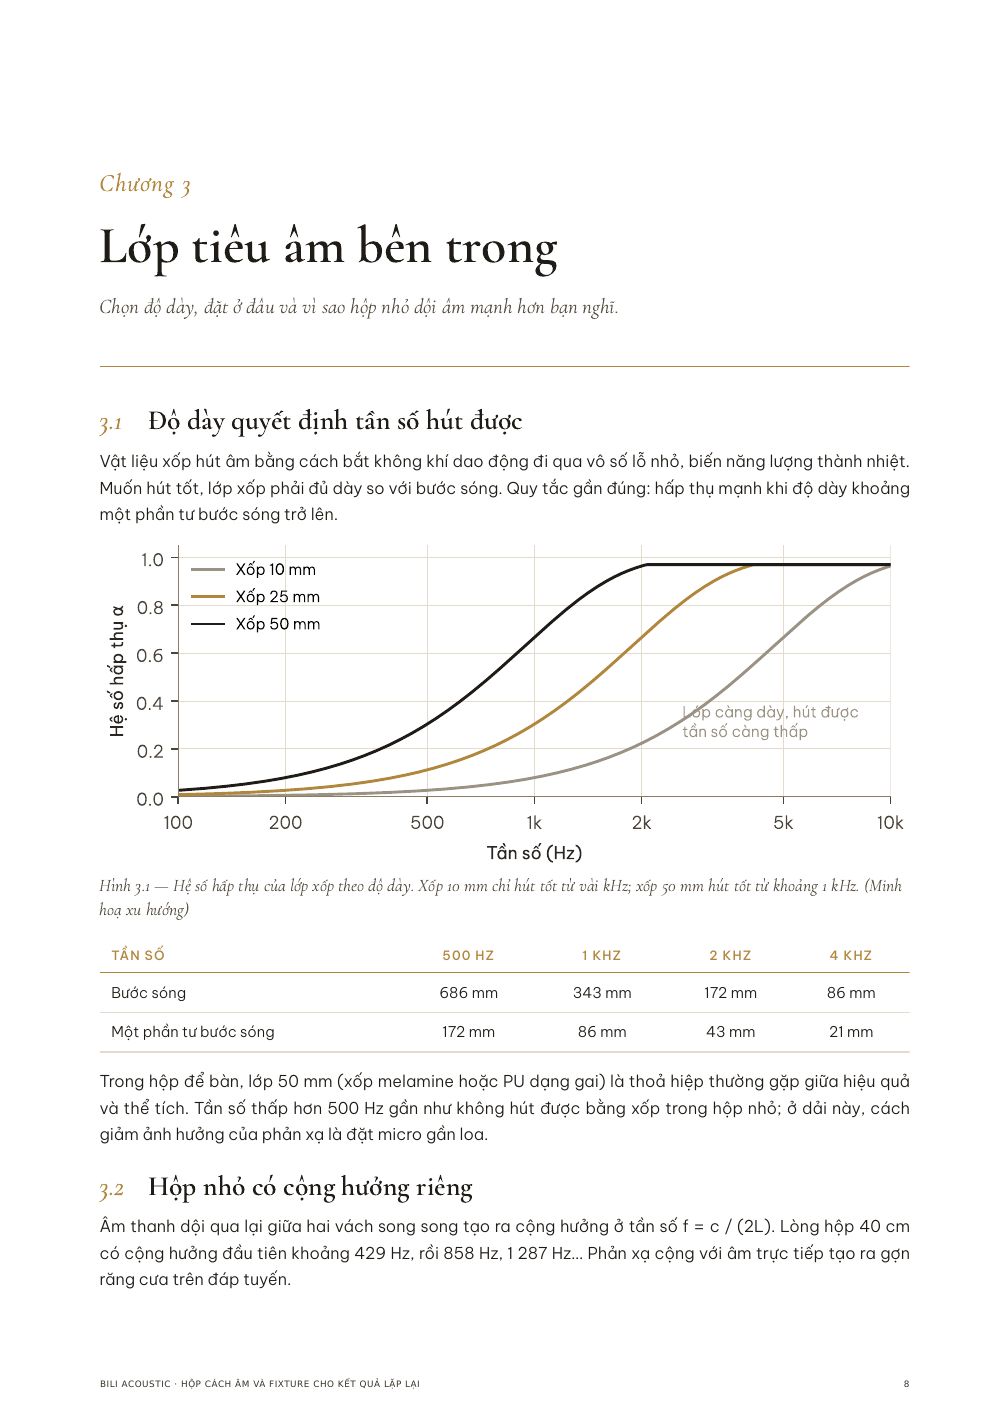 Chương 3
Lớp tiêu âm bên trong
Chọn độ dày, đặt ở đâu và vì sao hộp nhỏ dội âm mạnh hơn bạn nghĩ.
3.1 Độ dày quyết định tần số hút được
Vật liệu xốp hút âm bằng cách bắt không khí dao động đi qua vô số lỗ nhỏ, biến năng lượng thành nhiệt.
Muốn hút tốt, lớp xốp phải đủ dày so với bước sóng. Quy tắc gần đúng: hấp thụ mạnh khi độ dày khoảng
một phần tư bước sóng trở lên.
Hệ số hấp thụ α
1.0
0.8
0.6
0.4
0.2
0.0
Xốp 10 mm
Xốp 25 mm
Xốp 50 mm
Lớp càng dày, hút được
tần số càng thấp
100 200 500 1k 2k 5k 10k
Tần số (Hz)
Hình 3.1 — Hệ số hấp thụ của lớp xốp theo độ dày. Xốp 10 mm chỉ hút tốt từ vài kHz; xốp 50 mm hút tốt từ khoảng 1 kHz. (Minh
hoạ xu hướng)
TẦN SỐ 500 HZ 1 KHZ 2 KHZ 4 KHZ
Bước sóng 686 mm 343 mm 172 mm 86 mm
Một phần tư bước sóng 172 mm 86 mm 43 mm 21 mm
Trong hộp để bàn, lớp 50 mm (xốp melamine hoặc PU dạng gai) là thoả hiệp thường gặp giữa hiệu quả
và thể tích. Tần số thấp hơn 500 Hz gần như không hút được bằng xốp trong hộp nhỏ; ở dải này, cách
giảm ảnh hưởng của phản xạ là đặt micro gần loa.
3.2 Hộp nhỏ có cộng hưởng riêng
Âm thanh dội qua lại giữa hai vách song song tạo ra cộng hưởng ở tần số f = c / (2L). Lòng hộp 40 cm
có cộng hưởng đầu tiên khoảng 429 Hz, rồi 858 Hz, 1 287 Hz... Phản xạ cộng với âm trực tiếp tạo ra gợn
răng cưa trên đáp tuyến.
BILI ACOUSTIC · HỘP CÁCH ÂM VÀ FIXTURE CHO KẾT QUẢ LẶP LẠI 8